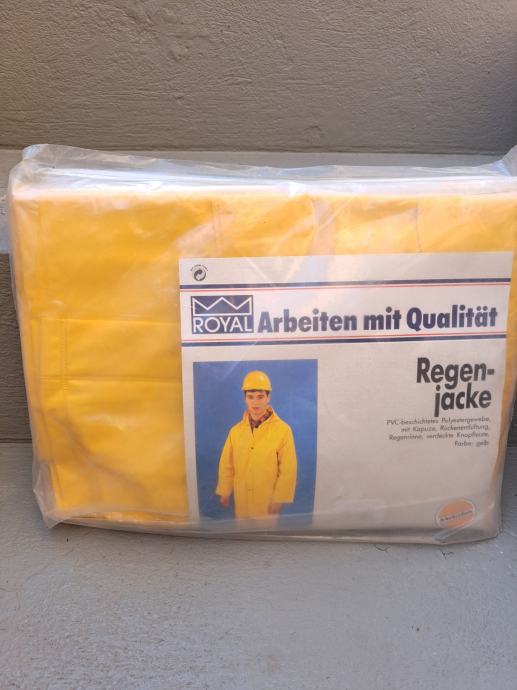 ROYAL Arbeiten mit Qualität
Regen-
jacke
PVC-beschichtetes Polyestergewebe,
mit Kapuze, Rückenentlüftung,
Regenrinne, verdeckte Knopfleiste,
Farbe: gelb